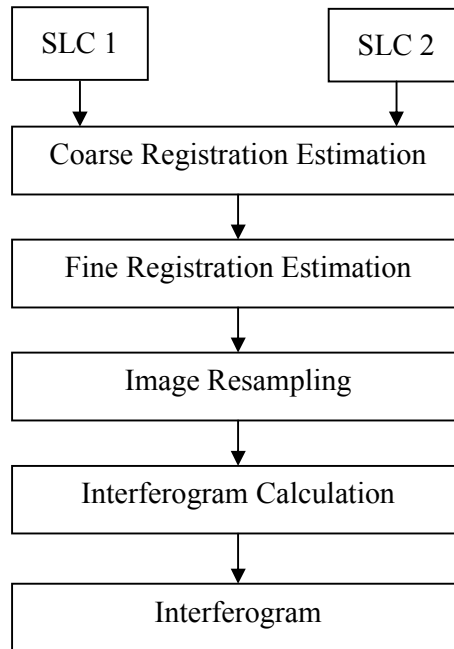 SLC 1
SLC 2
Coarse Registration Estimation
Fine Registration Estimation
Image Resampling
Interferogram Calculation
Interferogram